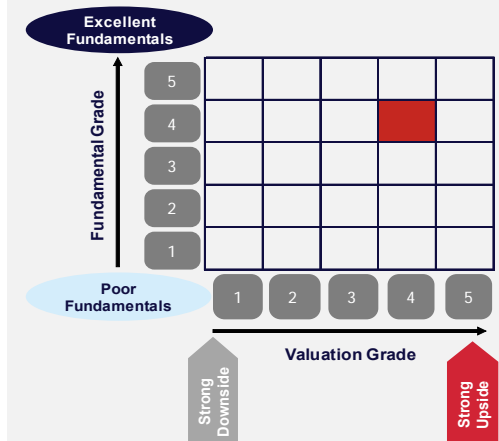 Excellent
Fundamentals
Fundamental Grade
5
4
3
2
1
Poor
Fundamentals
1 2 3 4 5
Valuation Grade
Strong
Downside
Strong
Upside